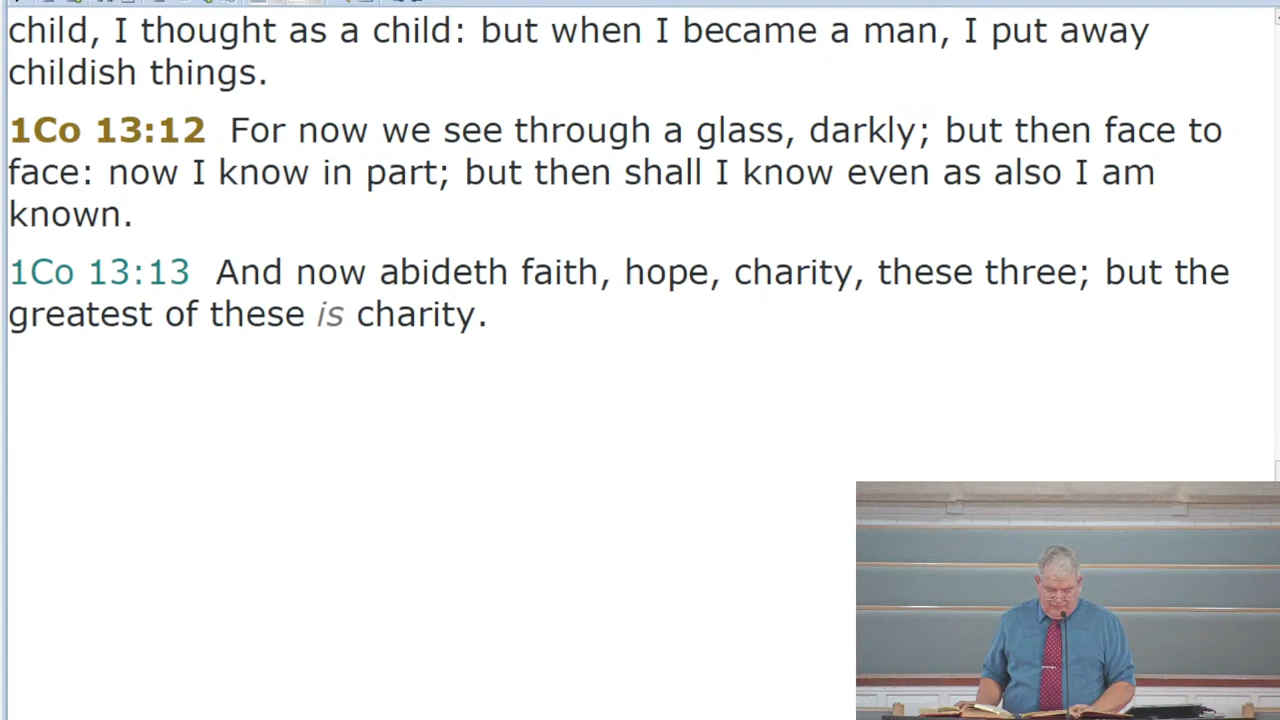 child, I thought as a child: but when I became a man, I put away
childish things.
1Co 13:12 For now we see through a glass, darkly; but then face to
face: now I know in part; but then shall I know even as also I am
known.
1Co 13:13 And now abideth faith, hope, charity, these three; but the
greatest of these is charity.